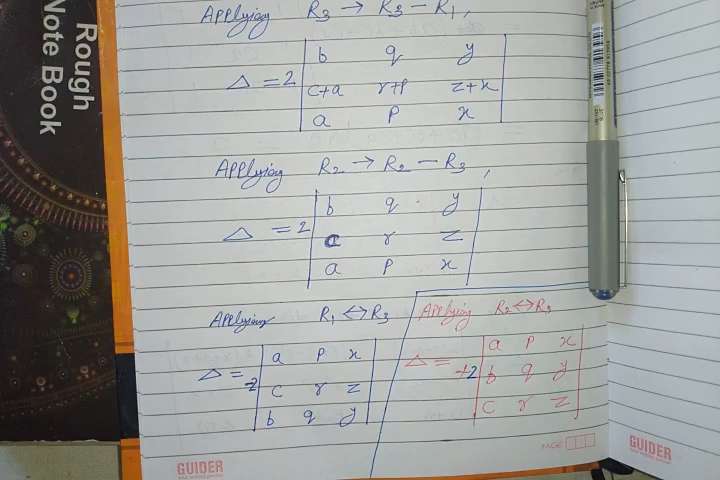 Rough
Note Book
Applying R₃ → R₃ − R₁,
Δ = 2 | b q y |
| c+a r+p z+x |
| a p x |
Applying R₂ → R₂ − R₃,
Δ = 2 | b q y |
| c r z |
| a p x |
Applying R₁ ↔ R₃
Δ = -2 | a p x |
| c r z |
| b q y |
Applying R₂ ↔ R₃
Δ = +2 | a p x |
| b q y |
| c r z |
PAGE
GUIDER
GUIDER